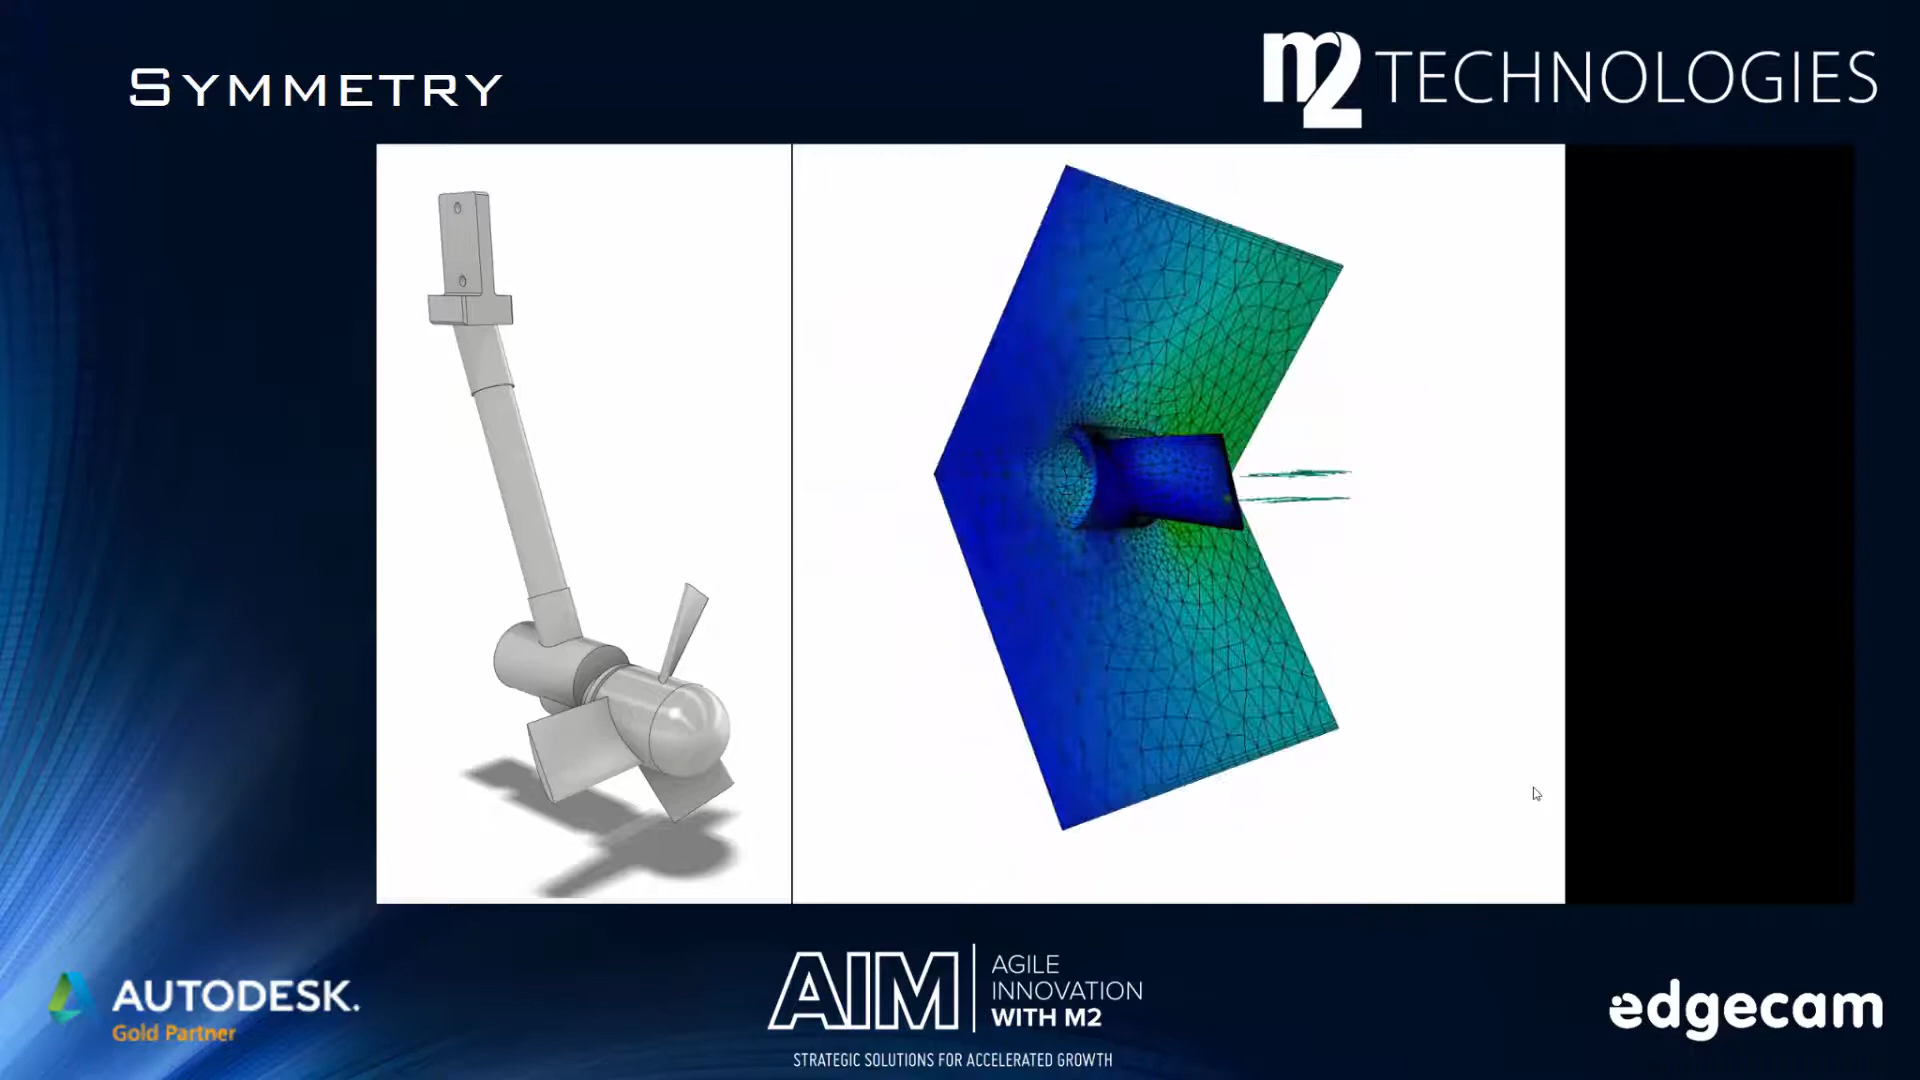 SYMMETRY
m2 TECHNOLOGIES
AUTODESK.
Gold Partner
AIM
AGILE
INNOVATION
WITH M2
STRATEGIC SOLUTIONS FOR ACCELERATED GROWTH
edgecam